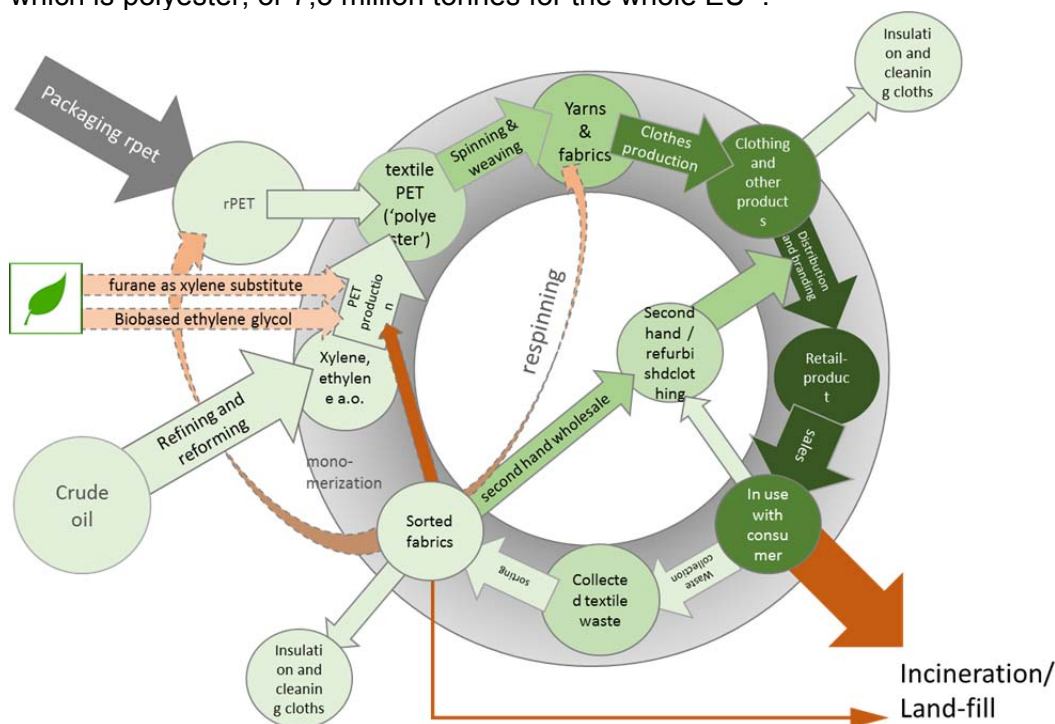 which is polyester, or 7,5 million tonnes for the whole EU
Insulati
on and
cleanin
g cloths
Packaging rpet
Yarns
&
fabrics
Spinning &
weaving
Clothes
production
Clothing
and
other
product
s
textile
PET
('polye
ster')
rPET
Distribution
and branding
furane as xylene substitute
Biobased ethylene glycol
PET
productio
n
respinning
Second
hand /
refurbi
shdclot
hing
Retail-
produc
t
Xylene,
ethylen
e a.o.
Refining and
reforming
sales
mono-
merization
second hand wholesale
Crude
oil
Sorted
fabrics
In use
with
consu
mer
Waste
collection
sorting
Collecte
d textile
waste
Insulati
on and
cleanin
g cloths
Incineration/
Land-fill